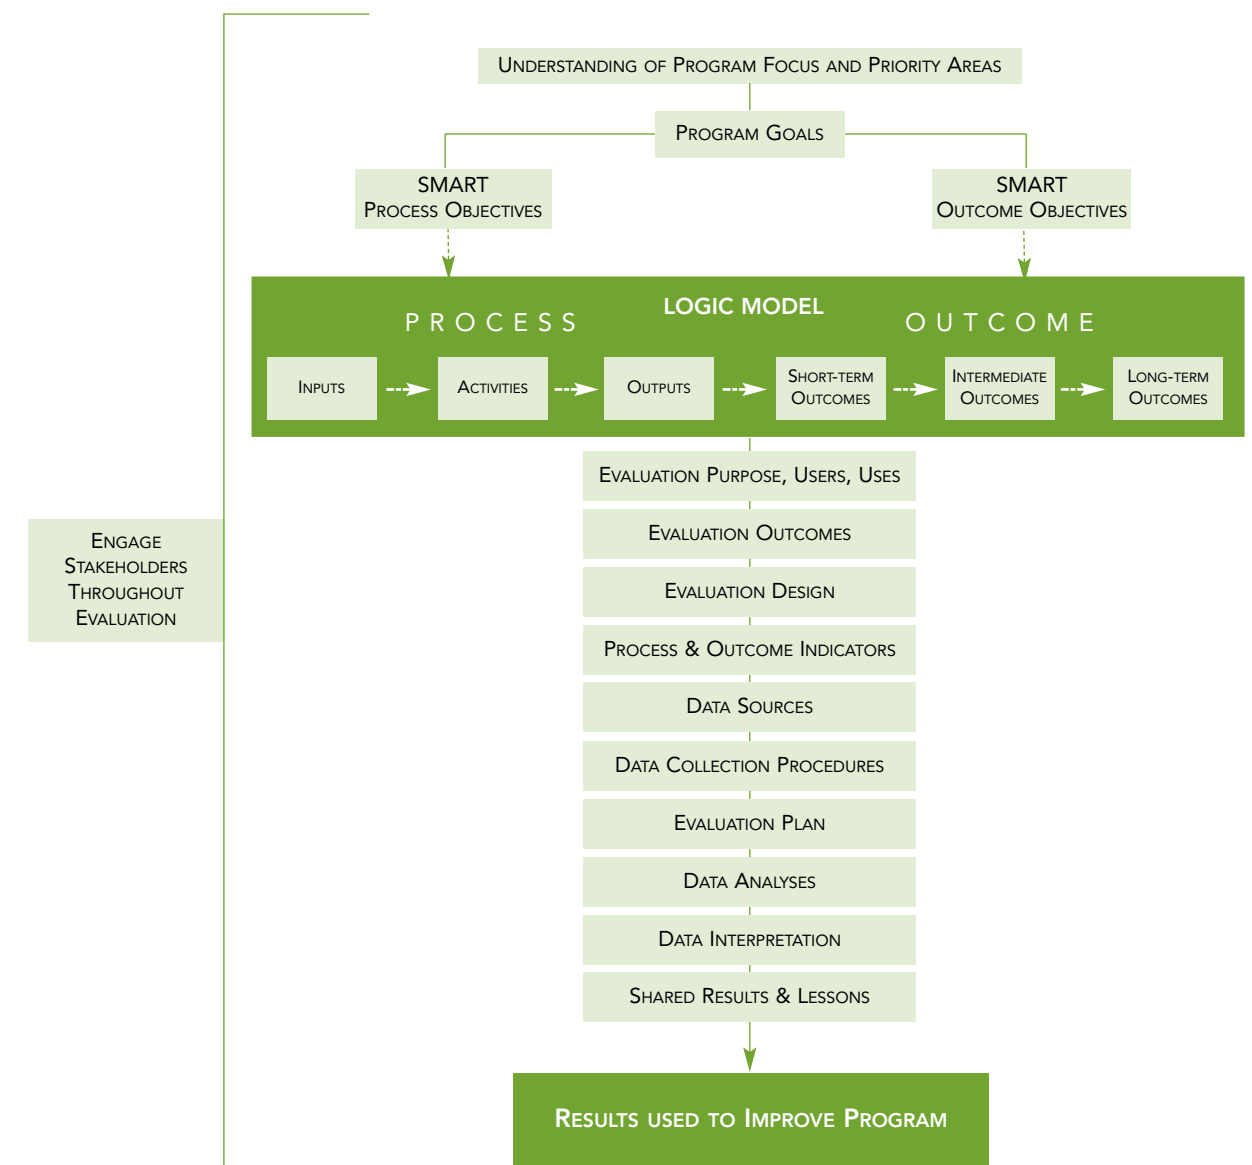 Understanding of Program Focus and Priority Areas
Program Goals
SMART
Process Objectives
SMART
Outcome Objectives
LOGIC MODEL
PROCESS
OUTCOME
Inputs
Activities
Outputs
Short-term
Outcomes
Intermediate
Outcomes
Long-term
Outcomes
Evaluation Purpose, Users, Uses
Evaluation Outcomes
Engage
Stakeholders
Throughout
Evaluation
Evaluation Design
Process & Outcome Indicators
Data Sources
Data Collection Procedures
Evaluation Plan
Data Analyses
Data Interpretation
Shared Results & Lessons
Results used to Improve Program